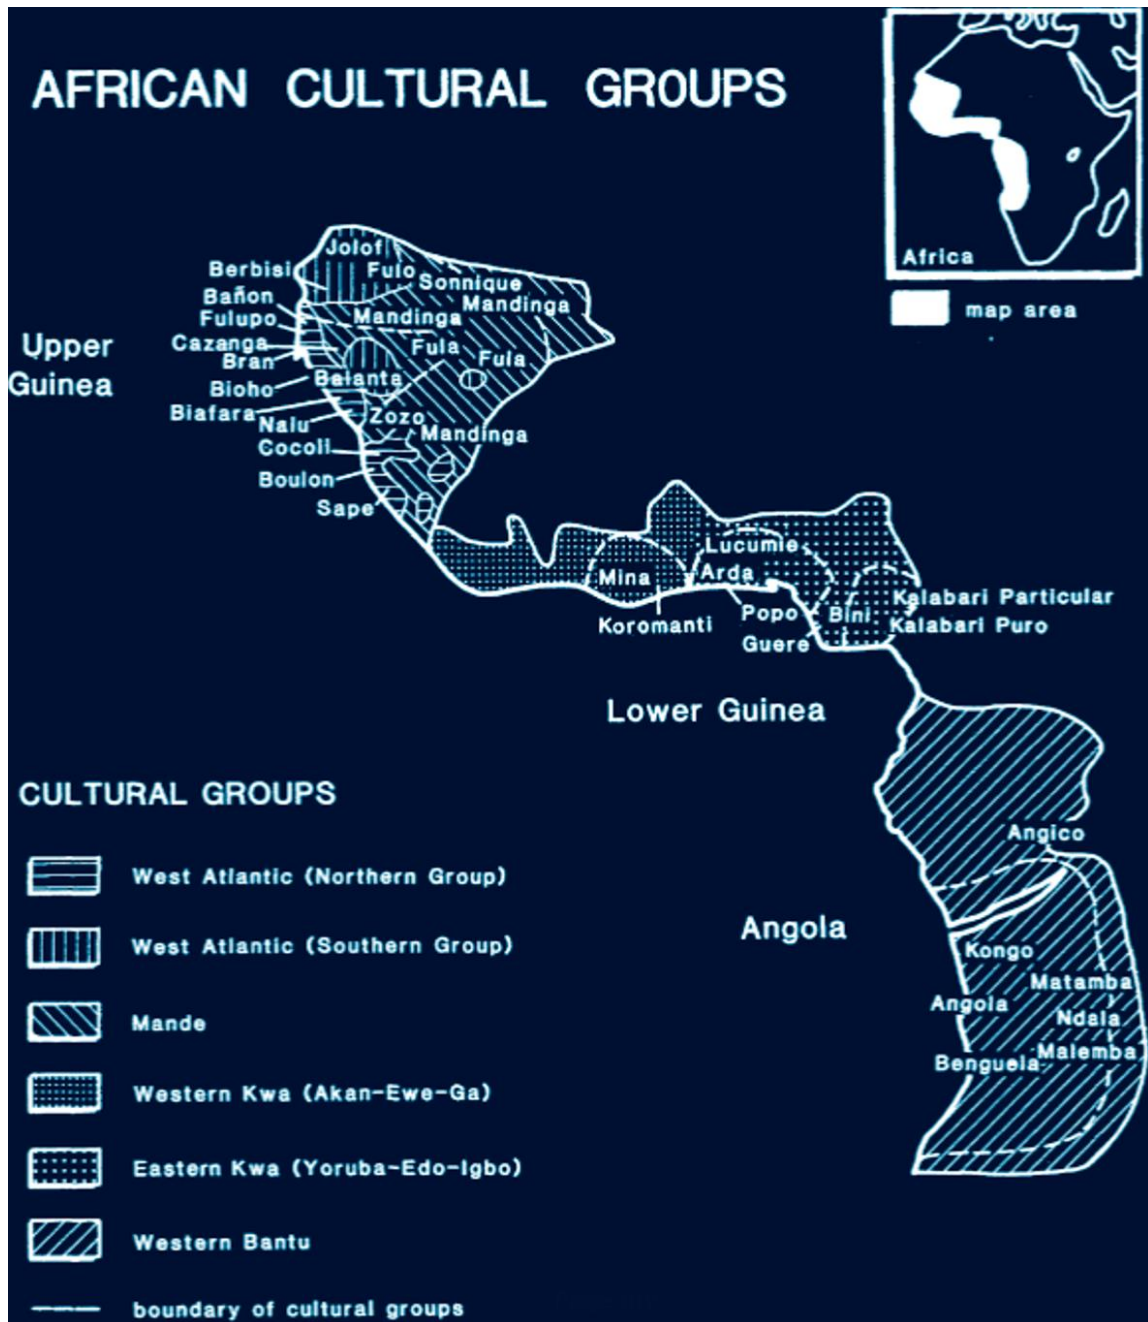 AFRICAN CULTURAL GROUPS
Africa
map area
Upper
Guinea
Jolof
Berbisi
Fulo
Sonnique
Bañon
Mandinga
Fulupo
Mandinga
Cazanga
Fula
Bran
Fula
Bioho
Balanta
Biafara
Nalu
Zozo
Mandinga
Cocoli
Boulon
Sape
Lucumie
Mina
Arda
Kalabari Particular
Koromanti
Popo
Bini
Kalabari Puro
Guere
Lower Guinea
CULTURAL GROUPS
West Atlantic (Northern Group)
West Atlantic (Southern Group)
Mande
Western Kwa (Akan-Ewe-Ga)
Eastern Kwa (Yoruba-Edo-Igbo)
Western Bantu
boundary of cultural groups
Angico
Angola
Kongo
Matamba
Angola
Ndala
Malemba
Benguela